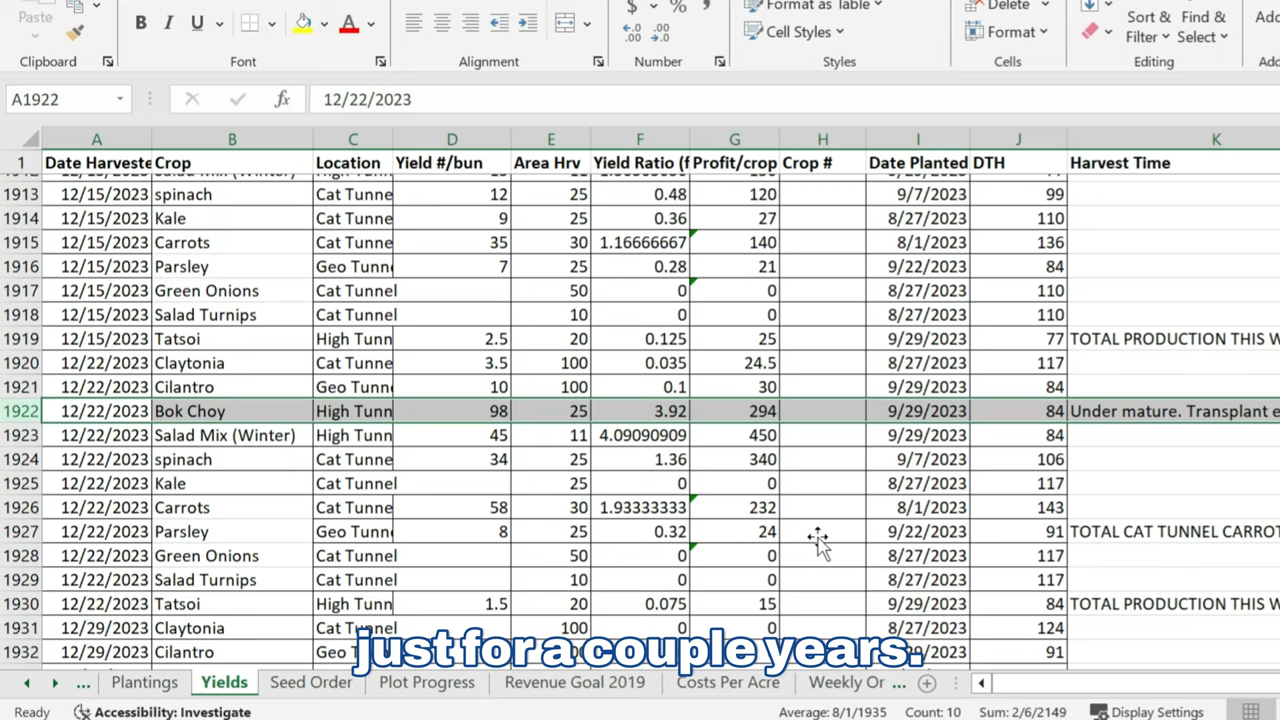 Paste
B I U A
$ % 9
Format as Table
Cell Styles
Delete
Format
Sort & Filter
Find & Select
Clipboard Font Alignment Number Styles Cells Editing
A1922 fx 12/22/2023
A B C D E F G H I J K
1 Date Harveste Crop Location Yield #/bun Area Hrv Yield Ratio (f Profit/crop Crop # Date Planted DTH Harvest Time
1913 12/15/2023 spinach Cat Tunne 12 25 0.48 120 9/7/2023 99
1914 12/15/2023 Kale Cat Tunne 9 25 0.36 27 8/27/2023 110
1915 12/15/2023 Carrots Cat Tunne 35 30 1.16666667 140 8/1/2023 136
1916 12/15/2023 Parsley Geo Tunn 7 25 0.28 21 9/22/2023 84
1917 12/15/2023 Green Onions Cat Tunnel 50 0 0 8/27/2023 110
1918 12/15/2023 Salad Turnips Cat Tunnel 10 0 0 8/27/2023 110
1919 12/15/2023 Tatsoi High Tunn 2.5 20 0.125 25 9/29/2023 77 TOTAL PRODUCTION THIS W
1920 12/22/2023 Claytonia Cat Tunne 3.5 100 0.035 24.5 8/27/2023 117
1921 12/22/2023 Cilantro Geo Tunn 10 100 0.1 30 9/29/2023 84
1922 12/22/2023 Bok Choy High Tunn 98 25 3.92 294 9/29/2023 84 Under mature. Transplant e
1923 12/22/2023 Salad Mix (Winter) High Tunn 45 11 4.09090909 450 9/29/2023 84
1924 12/22/2023 spinach Cat Tunne 34 25 1.36 340 9/7/2023 106
1925 12/22/2023 Kale Cat Tunnel 25 0 0 8/27/2023 117
1926 12/22/2023 Carrots Cat Tunne 58 30 1.93333333 232 8/1/2023 143
1927 12/22/2023 Parsley Geo Tunn 8 25 0.32 24 9/22/2023 91 TOTAL CAT TUNNEL CARROT
1928 12/22/2023 Green Onions Cat Tunnel 50 0 0 8/27/2023 117
1929 12/22/2023 Salad Turnips Cat Tunnel 10 0 0 8/27/2023 117
1930 12/22/2023 Tatsoi High Tunn 1.5 20 0.075 15 9/29/2023 84 TOTAL PRODUCTION THIS W
1931 12/29/2023 Claytonia Cat Tunnel 100 0 0 8/27/2023 124
1932 12/29/2023 Cilantro 9/29/2023 91
just for a couple years.
... Plantings Yields Seed Order Plot Progress Revenue Goal 2019 Costs Per Acre Weekly Or ...
Ready Accessibility: Investigate Average: 8/1/1935 Count: 10 Sum: 2/6/2149 Display Settings